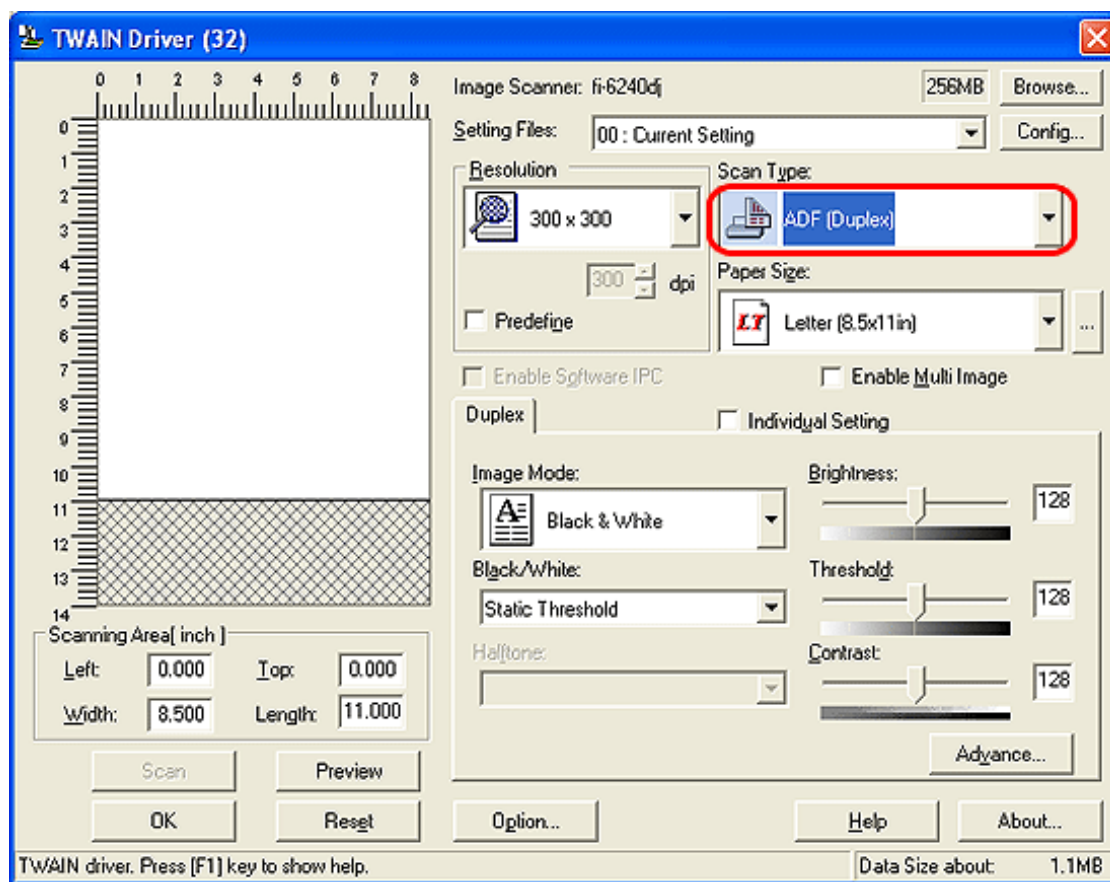 TWAIN Driver (32)
0 1 2 3 4 5 6 7 8
0
1
2
3
4
5
6
7
8
9
10
11
12
13
14
Image Scanner: fi-6240dj 256MB Browse...
Setting Files: 00 : Current Setting Config...
Resolution
300 x 300
300 dpi
Predefine
Scan Type:
ADF (Duplex)
Paper Size:
LT Letter (8.5x11in) ...
Enable Software IPC Enable Multi Image
Duplex Individual Setting
Image Mode:
A Black & White
Black/White:
Static Threshold
Halftone:
Brightness:
128
Threshold:
128
Contrast:
128
Advance...
Scanning Area[ inch ]
Left: 0.000 Top: 0.000
Width: 8.500 Length: 11.000
Scan Preview
OK Reset Option... Help About...
TWAIN driver. Press [F1] key to show help. Data Size about: 1.1MB